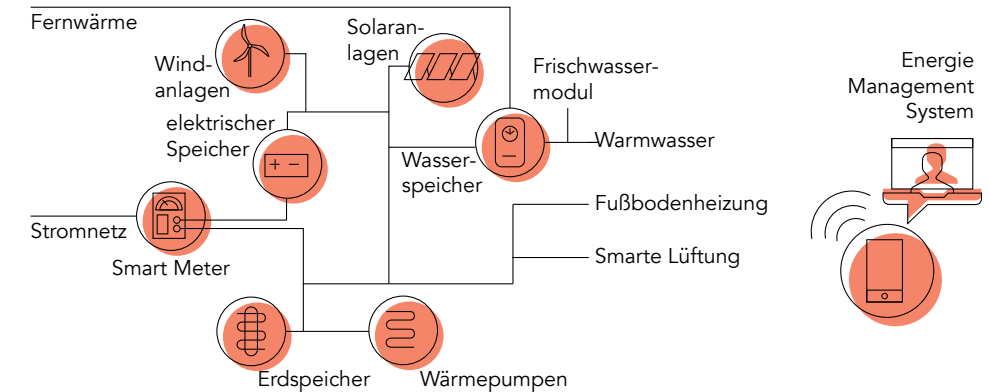 Fernwärme
Wind-
anlagen
Solaran-
lagen
Frischwasser-
modul
Energie
Management
System
elektrischer
Speicher
+ −
Wasser-
speicher
Warmwasser
Stromnetz
Smart Meter
Fußbodenheizung
Smarte Lüftung
Erdspeicher
Wärmepumpen